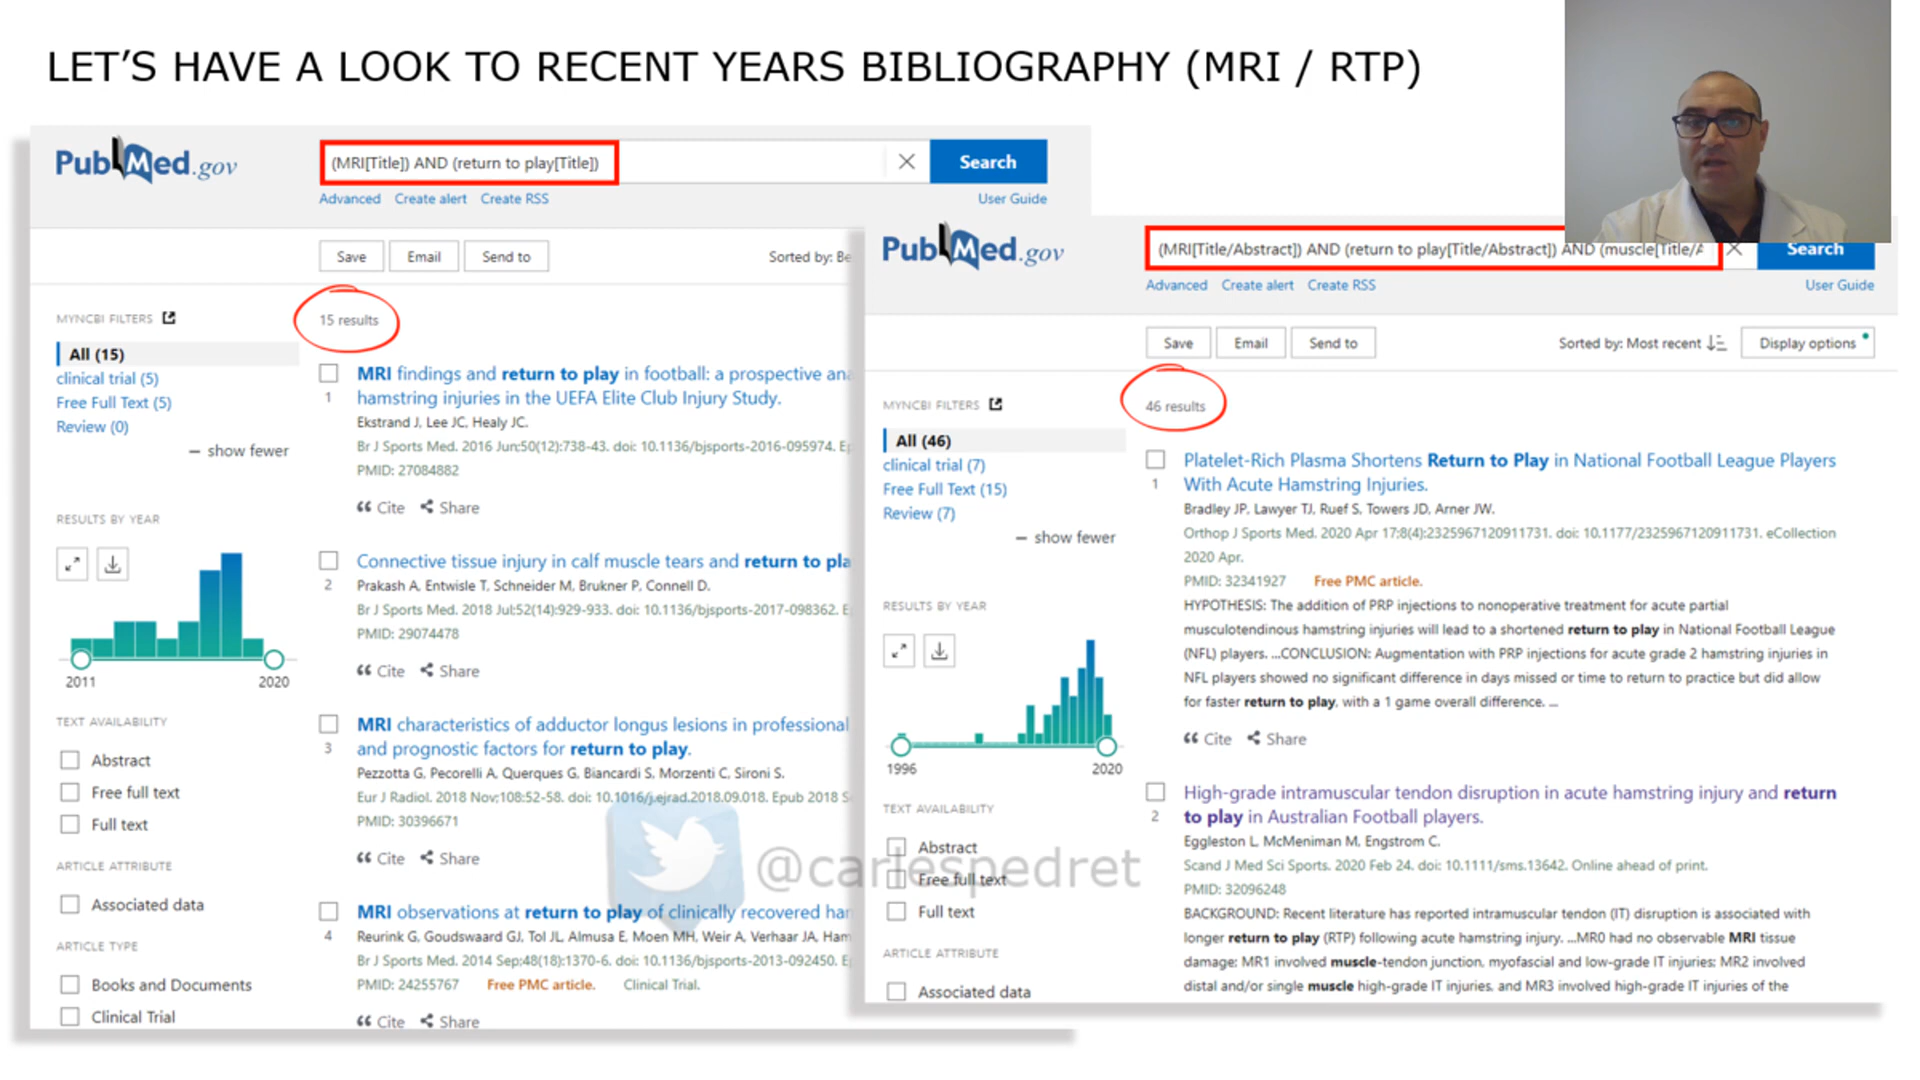 LET'S HAVE A LOOK TO RECENT YEARS BIBLIOGRAPHY (MRI / RTP)
PubMed.gov
(MRI[Title]) AND (return to play[Title])
Search
Advanced
Create alert
Create RSS
User Guide
Save
Email
Send to
Sorted by: Be
MYNCBI FILTERS
15 results
All (15)
clinical trial (5)
Free Full Text (5)
Review (0)
— show fewer
RESULTS BY YEAR
2011
2020
TEXT AVAILABILITY
Abstract
Free full text
Full text
ARTICLE ATTRIBUTE
Associated data
ARTICLE TYPE
Books and Documents
Clinical Trial
1
MRI findings and return to play in football: a prospective ana
hamstring injuries in the UEFA Elite Club Injury Study.
Ekstrand J, Lee JC, Healy JC.
Br J Sports Med. 2016 Jun;50(12):738-43. doi: 10.1136/bjsports-2016-095974. Ep
PMID: 27084882
Cite
Share
2
Connective tissue injury in calf muscle tears and return to pla
Prakash A, Entwisle T, Schneider M, Brukner P, Connell D.
Br J Sports Med. 2018 Jul;52(14):929-933. doi: 10.1136/bjsports-2017-098362. E
PMID: 29074478
Cite
Share
3
MRI characteristics of adductor longus lesions in professional
and prognostic factors for return to play.
Pezzotta G, Pecorelli A, Querques G, Biancardi S, Morzenti C, Sironi S.
Eur J Radiol. 2018 Nov;108:52-58. doi: 10.1016/j.ejrad.2018.09.018. Epub 2018 S
PMID: 30396671
Cite
Share
4
MRI observations at return to play of clinically recovered har
Reurink G, Goudswaard GJ, Tol JL, Almusa E, Moen MH, Weir A, Verhaar JA, Ham
Br J Sports Med. 2014 Sep;48(18):1370-6. doi: 10.1136/bjsports-2013-092450. E
PMID: 24255767 Free PMC article. Clinical Trial.
Cite
Share
@carlespedret
PubMed.gov
(MRI[Title/Abstract]) AND (return to play[Title/Abstract]) AND (muscle[Title/A
Search
Advanced
Create alert
Create RSS
User Guide
Save
Email
Send to
Sorted by: Most recent
Display options
MYNCBI FILTERS
46 results
All (46)
clinical trial (7)
Free Full Text (15)
Review (7)
— show fewer
RESULTS BY YEAR
1996
2020
TEXT AVAILABILITY
Abstract
Free full text
Full text
ARTICLE ATTRIBUTE
Associated data
1
Platelet-Rich Plasma Shortens Return to Play in National Football League Players
With Acute Hamstring Injuries.
Bradley JP, Lawyer TJ, Ruef S, Towers JD, Arner JW.
Orthop J Sports Med. 2020 Apr 17;8(4):2325967120911731. doi: 10.1177/2325967120911731. eCollection
2020 Apr.
PMID: 32341927 Free PMC article.
HYPOTHESIS: The addition of PRP injections to nonoperative treatment for acute partial
musculotendinous hamstring injuries will lead to a shortened return to play in National Football League
(NFL) players. ...CONCLUSION: Augmentation with PRP injections for acute grade 2 hamstring injuries in
NFL players showed no significant difference in days missed or time to return to practice but did allow
for faster return to play, with a 1 game overall difference. ...
Cite
Share
2
High-grade intramuscular tendon disruption in acute hamstring injury and return
to play in Australian Football players.
Eggleston L, McMeniman M, Engstrom C.
Scand J Med Sci Sports. 2020 Feb 24. doi: 10.1111/sms.13642. Online ahead of print.
PMID: 32096248
BACKGROUND: Recent literature has reported intramuscular tendon (IT) disruption is associated with
longer return to play (RTP) following acute hamstring injury. ...MR0 had no observable MRI tissue
damage; MR1 involved muscle-tendon junction, myofascial and low-grade IT injuries; MR2 involved
distal and/or single muscle high-grade IT injuries, and MR3 involved high-grade IT injuries of the